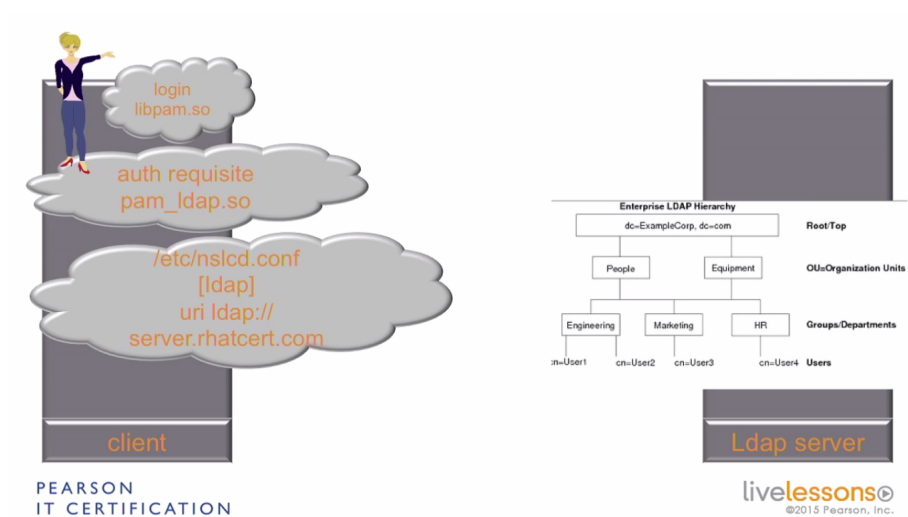 login
libpam.so
auth requisite
pam_ldap.so
/etc/nslcd.conf
[ldap]
uri ldap://
server.rhatcert.com
client
Enterprise LDAP Hierarchy
dc=ExampleCorp, dc=com
Root/Top
People
Equipment
OU=Organization Units
Engineering
Marketing
HR
Groups/Departments
cn=User1
cn=User2
cn=User3
cn=User4
Users
Ldap server
PEARSON
IT CERTIFICATION
livelessons
©2015 Pearson, Inc.